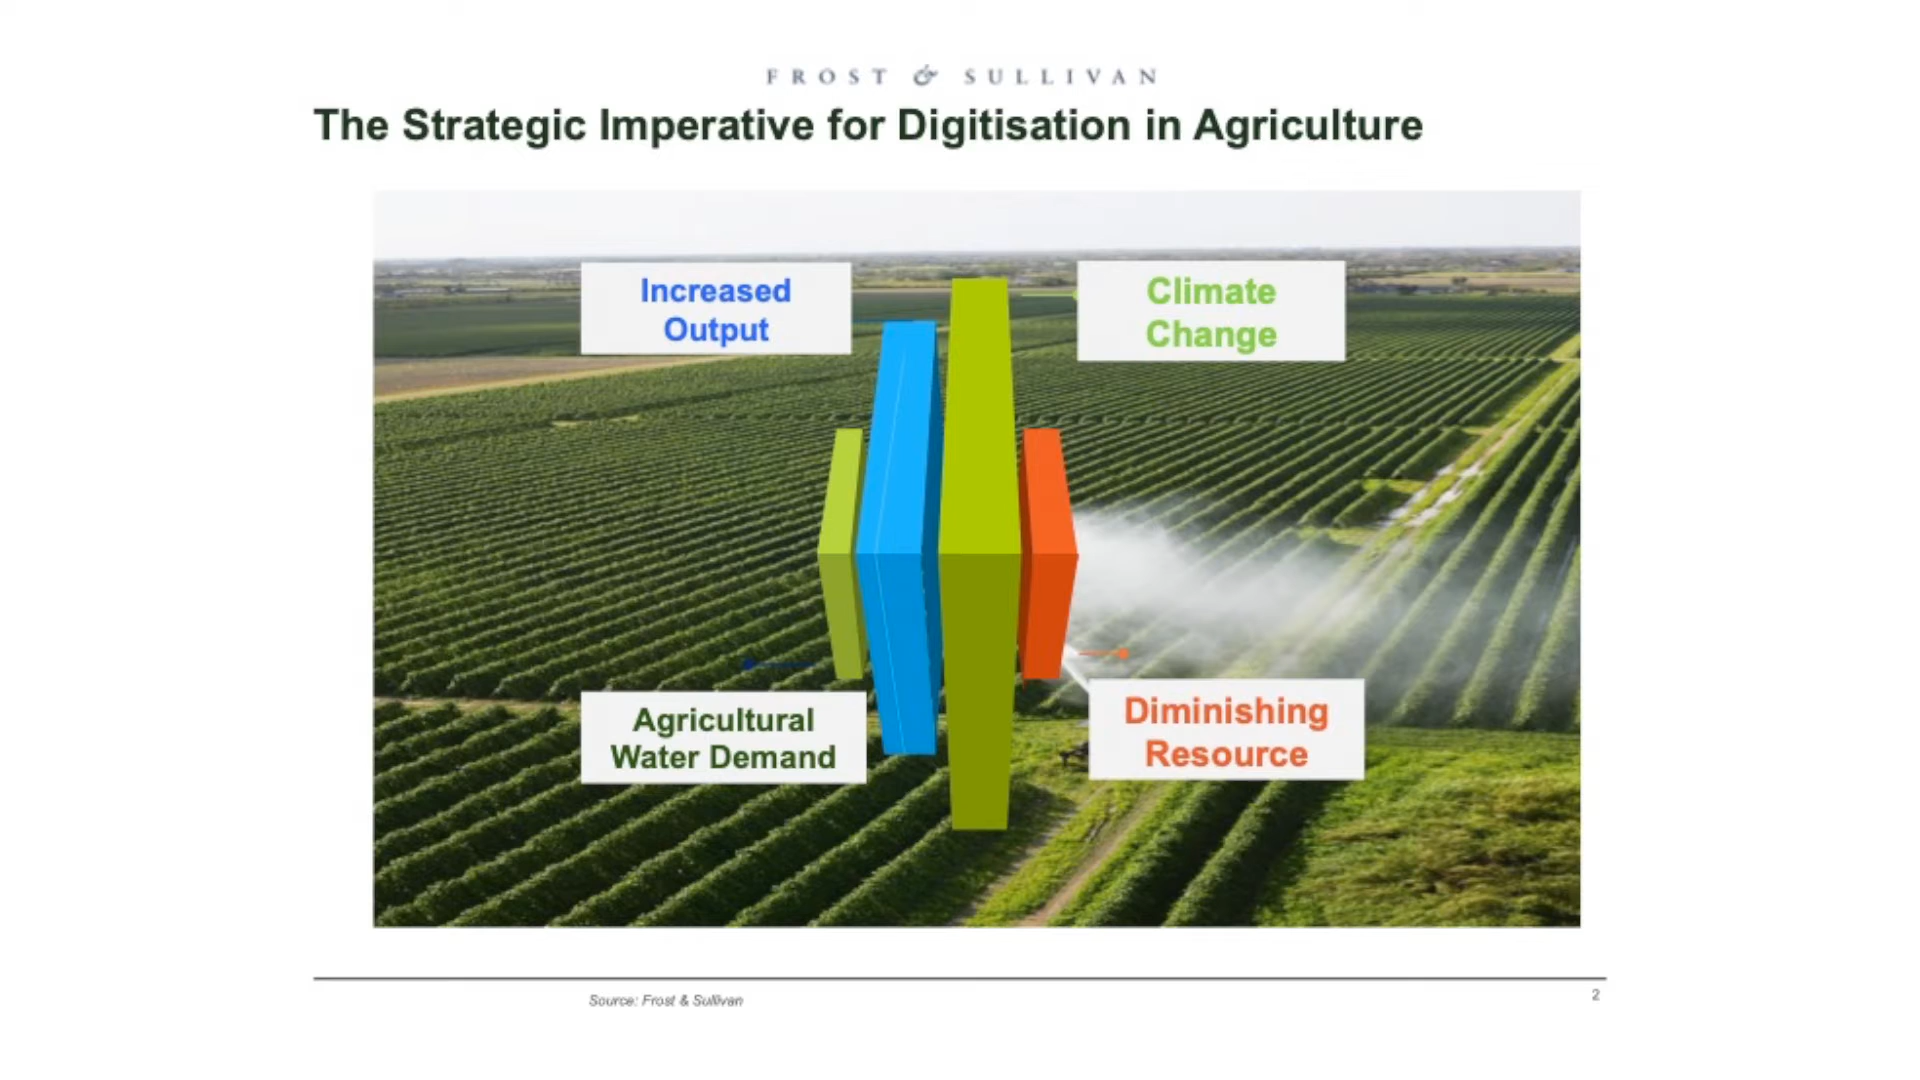 FROST & SULLIVAN
The Strategic Imperative for Digitisation in Agriculture
Increased
Output
Climate
Change
Agricultural
Water Demand
Diminishing
Resource
Source: Frost & Sullivan
2